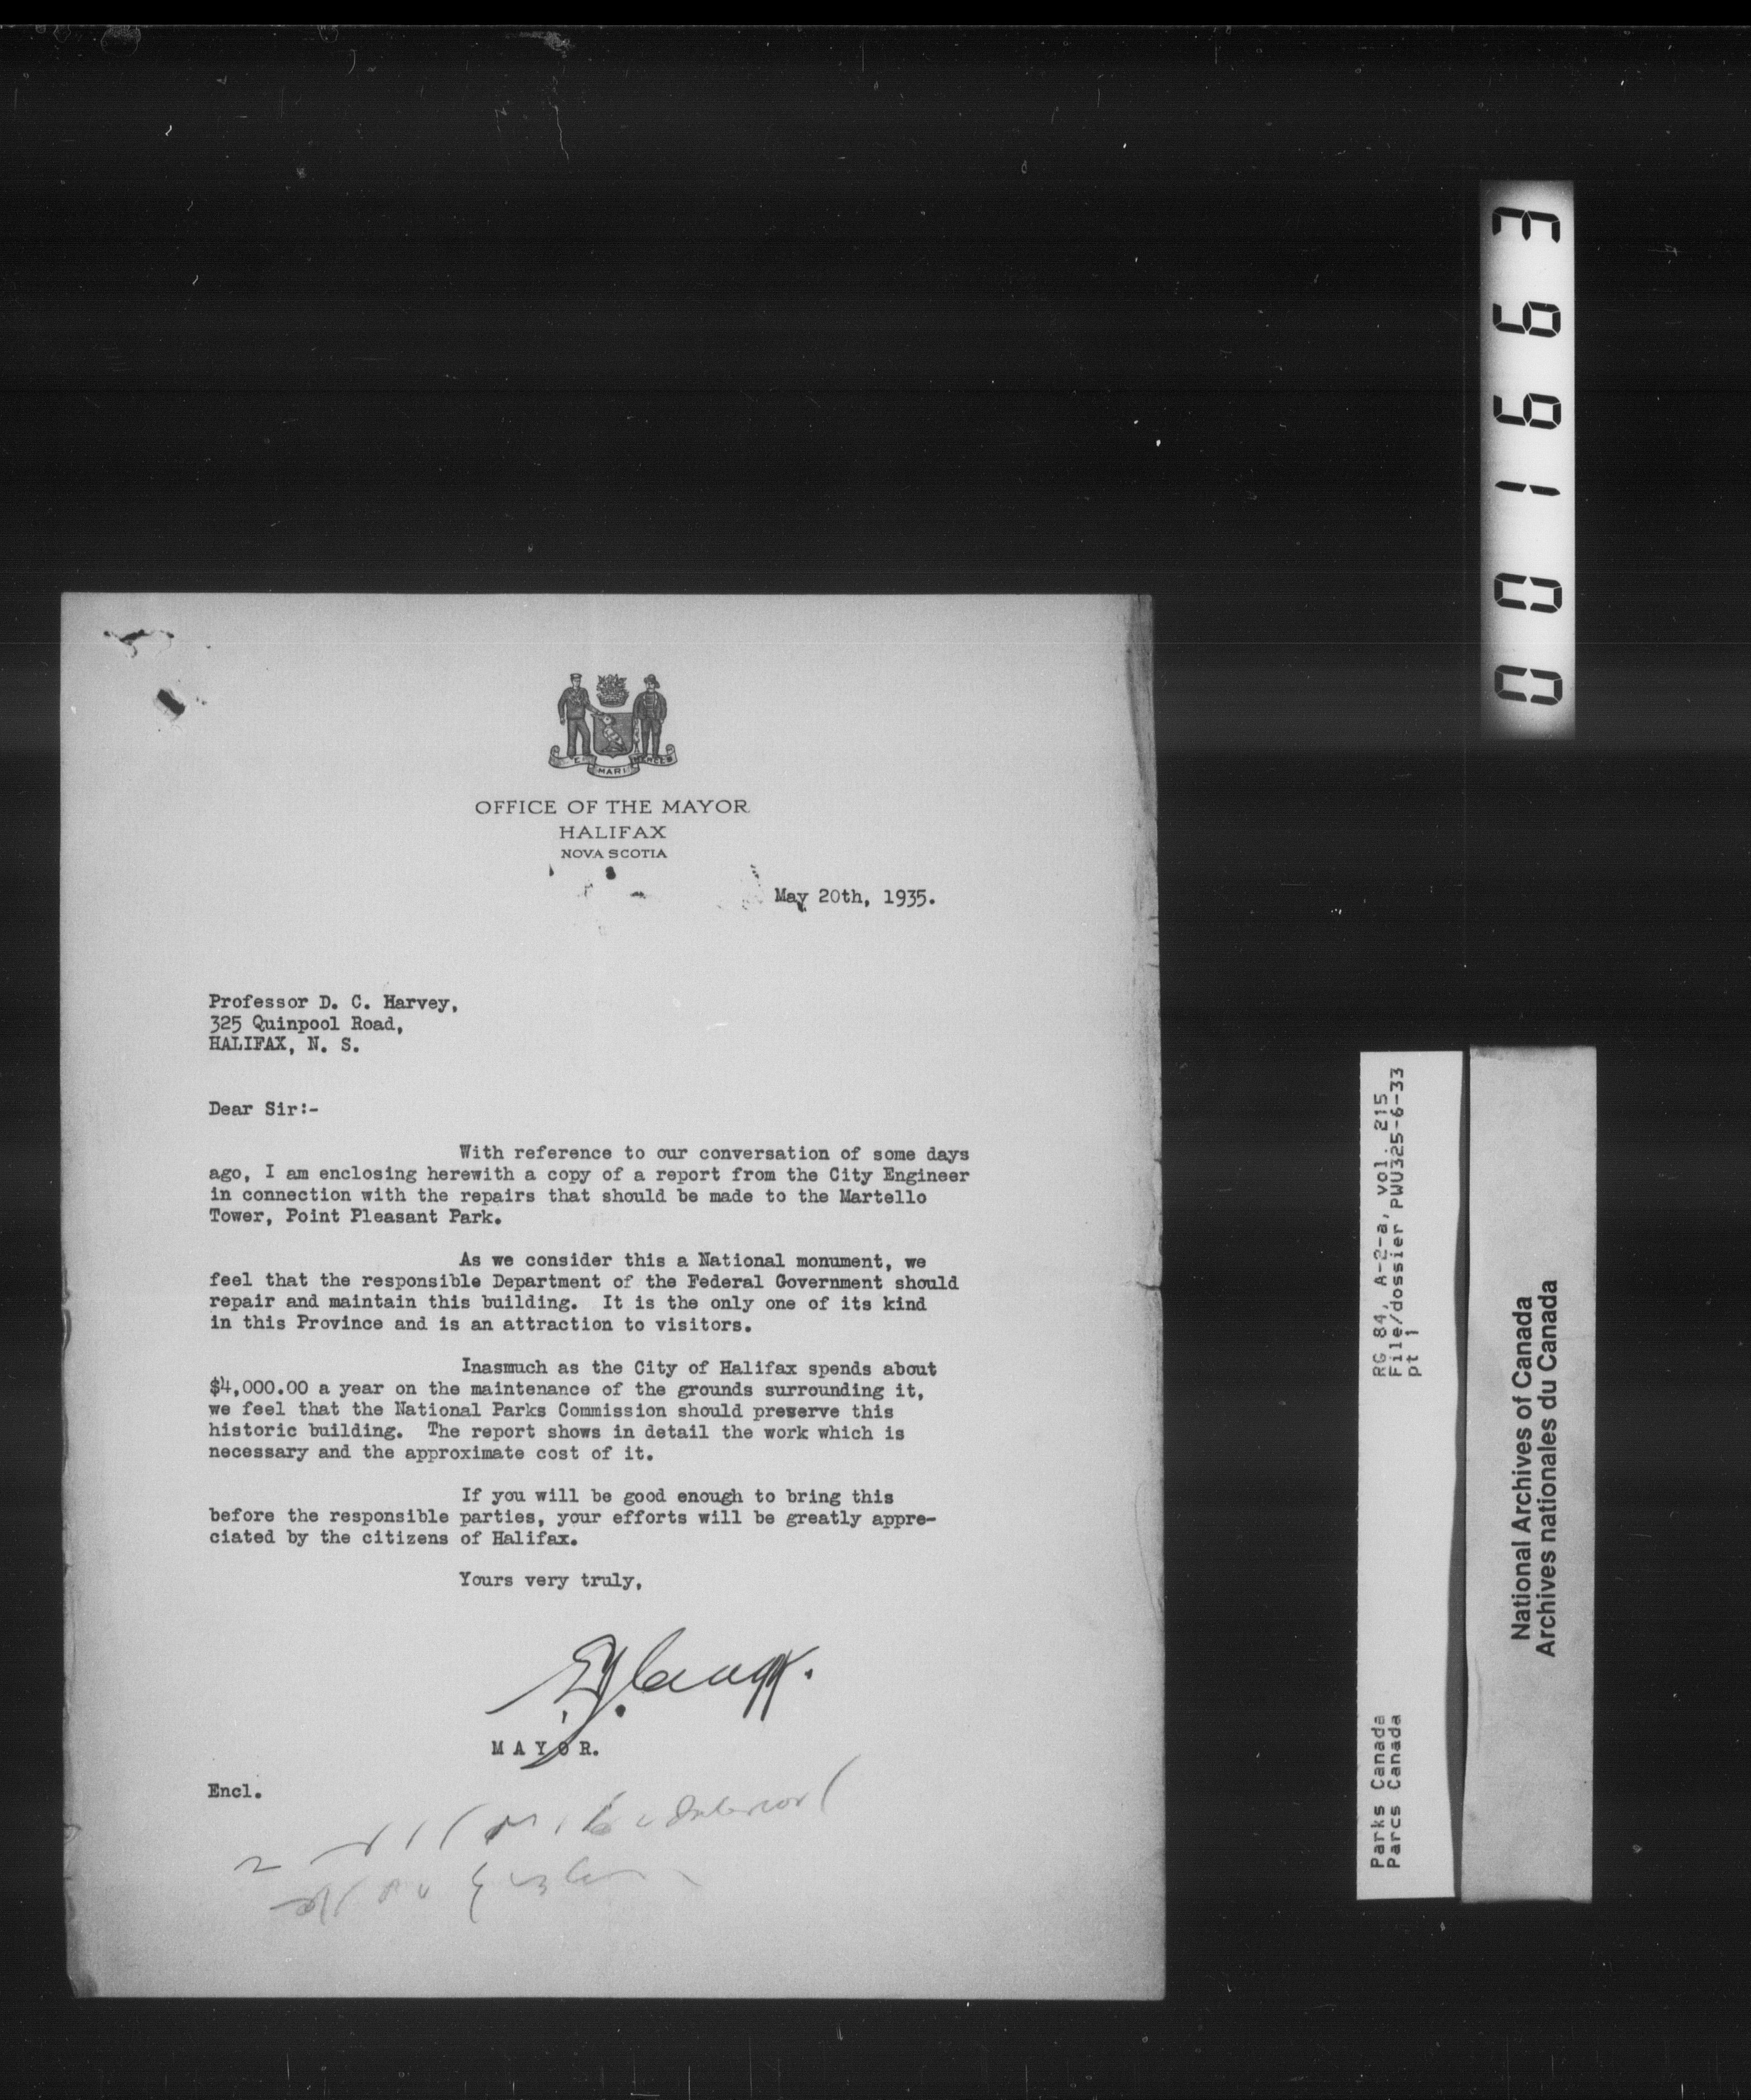 E MARI MERCES
OFFICE OF THE MAYOR
HALIFAX
NOVA SCOTIA
May 20th, 1935.
Professor D. C. Harvey,
325 Quinpool Road,
HALIFAX, N. S.
Dear Sir:-
With reference to our conversation of some days
ago, I am enclosing herewith a copy of a report from the City Engineer
in connection with the repairs that should be made to the Martello
Tower, Point Pleasant Park.
As we consider this a National monument, we
feel that the responsible Department of the Federal Government should
repair and maintain this building. It is the only one of its kind
in this Province and is an attraction to visitors.
Inasmuch as the City of Halifax spends about
$4,000.00 a year on the maintenance of the grounds surrounding it,
we feel that the National Parks Commission should preserve this
historic building. The report shows in detail the work which is
necessary and the approximate cost of it.
If you will be good enough to bring this
before the responsible parties, your efforts will be greatly appre-
ciated by the citizens of Halifax.
Yours very truly,
MAYOR.
Encl.
001663
RG 84, A-2-a, vol. 215
File/dossier PWU325-6-33
pt 1
Parks Canada
Parcs Canada
National Archives of Canada
Archives nationales du Canada